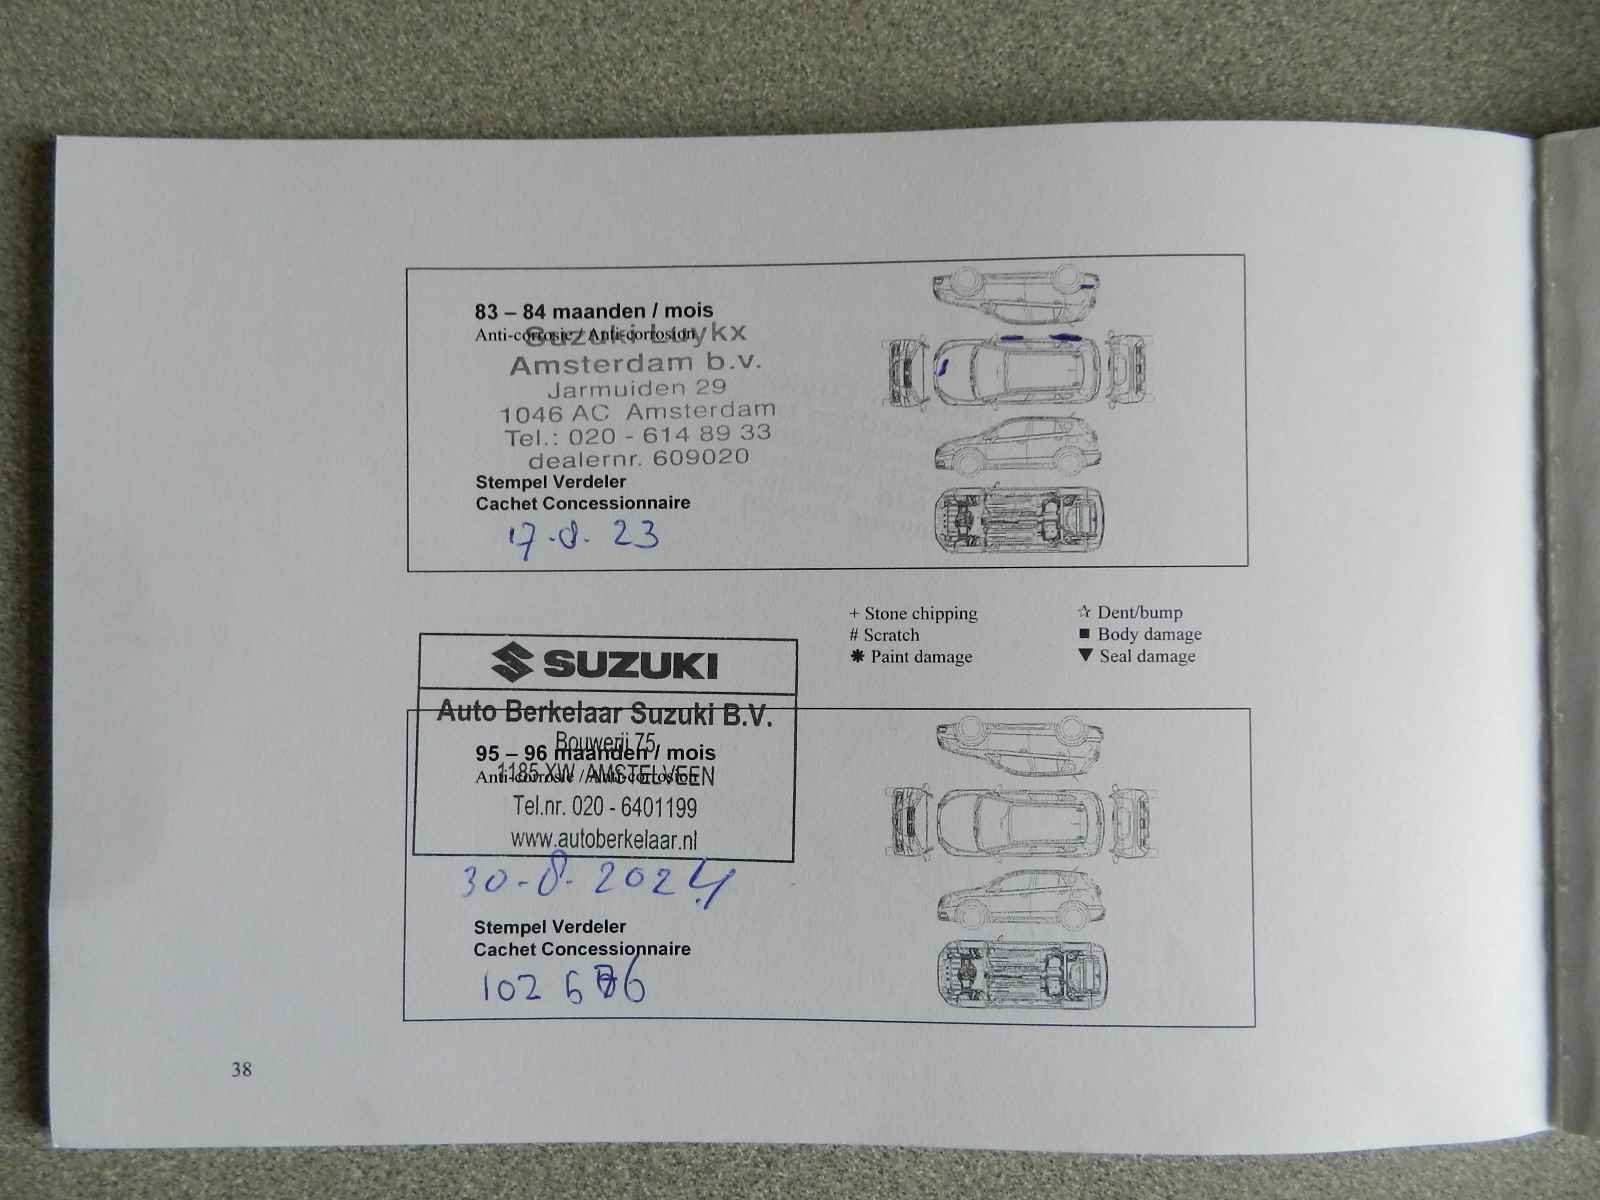 83 – 84 maanden / mois
Anti-corrosie / Anti-corrosion
Suzuki Luykx
Amsterdam b.v.
Jarmuiden 29
1046 AC Amsterdam
Tel.: 020 - 614 89 33
dealernr. 609020
Stempel Verdeler
Cachet Concessionnaire
17.8.23
+ Stone chipping
# Scratch
✱ Paint damage
☆ Dent/bump
■ Body damage
▼ Seal damage
SUZUKI
Auto Berkelaar Suzuki B.V.
Bouwerij 75
95 – 96 maanden / mois
1185 XW AMSTELVEEN
Anti-corrosie / Anti-corrosion
Tel.nr. 020 - 6401199
www.autoberkelaar.nl
30-8-2024
Stempel Verdeler
Cachet Concessionnaire
38